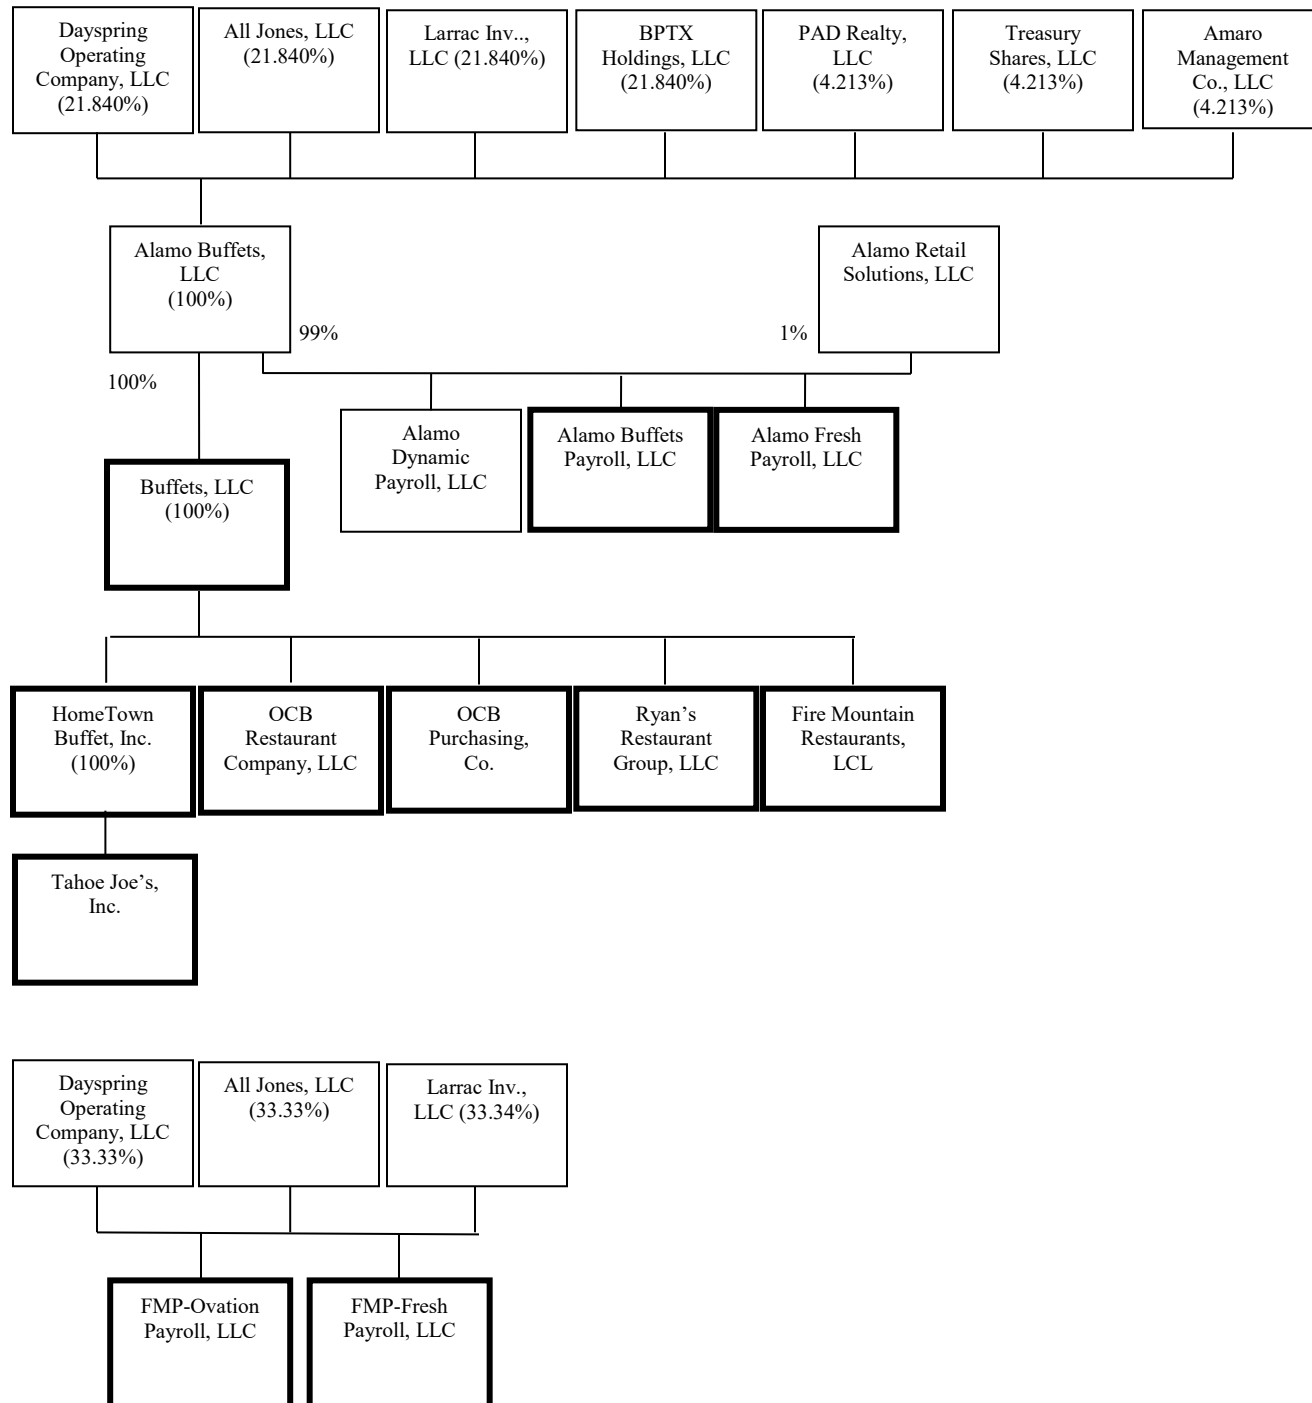 Dayspring
Operating
Company, LLC
(21.840%)
All Jones, LLC
(21.840%)
Larrac Inv..,
LLC (21.840%)
BPTX
Holdings, LLC
(21.840%)
PAD Realty,
LLC
(4.213%)
Treasury
Shares, LLC
(4.213%)
Amaro
Management
Co., LLC
(4.213%)
Alamo Buffets,
LLC
(100%)
Alamo Retail
Solutions, LLC
99%
1%
100%
Alamo
Dynamic
Payroll, LLC
Alamo Buffets
Payroll, LLC
Alamo Fresh
Payroll, LLC
Buffets, LLC
(100%)
HomeTown
Buffet, Inc.
(100%)
OCB
Restaurant
Company, LLC
OCB
Purchasing,
Co.
Ryan’s
Restaurant
Group, LLC
Fire Mountain
Restaurants,
LCL
Tahoe Joe’s,
Inc.
Dayspring
Operating
Company, LLC
(33.33%)
All Jones, LLC
(33.33%)
Larrac Inv.,
LLC (33.34%)
FMP-Ovation
Payroll, LLC
FMP-Fresh
Payroll, LLC